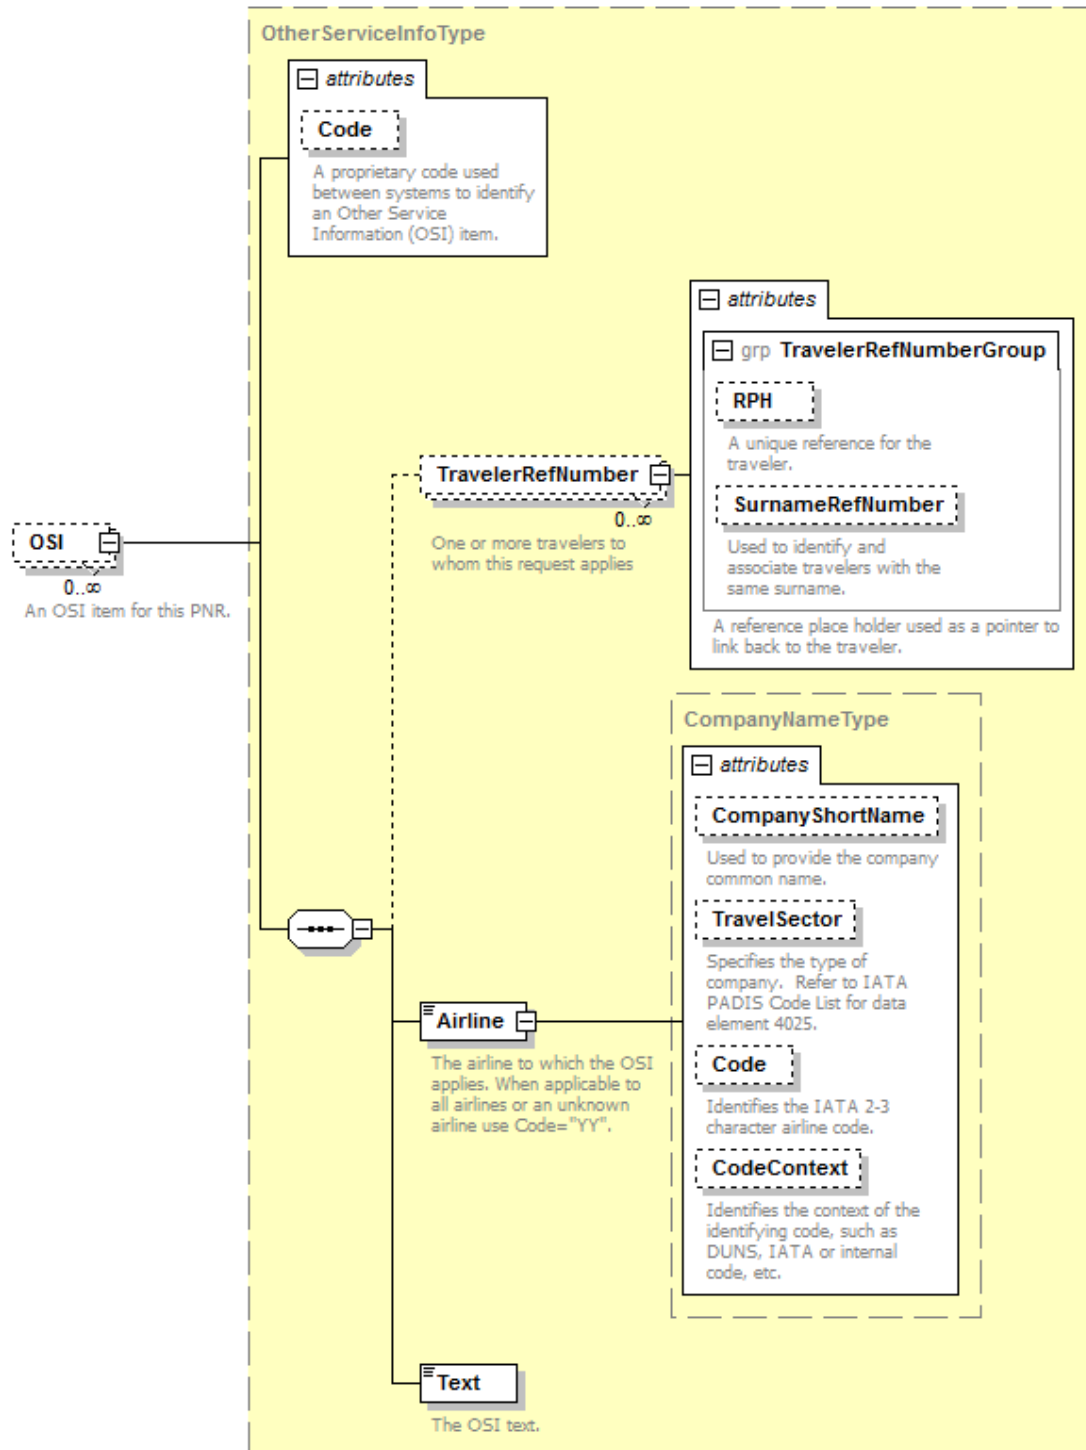 OtherServiceInfoType
attributes
Code
A proprietary code used
between systems to identify
an Other Service
Information (OSI) item.
attributes
grp TravelerRefNumberGroup
RPH
A unique reference for the
traveler.
SurnameRefNumber
Used to identify and
associate travelers with the
same surname.
A reference place holder used as a pointer to
link back to the traveler.
TravelerRefNumber
0..∞
One or more travelers to
whom this request applies
OSI
0..∞
An OSI item for this PNR.
CompanyNameType
attributes
CompanyShortName
Used to provide the company
common name.
TravelSector
Specifies the type of
company.  Refer to IATA
PADIS Code List for data
element 4025.
Code
Identifies the IATA 2-3
character airline code.
CodeContext
Identifies the context of the
identifying code, such as
DUNS, IATA or internal
code, etc.
Airline
The airline to which the OSI
applies. When applicable to
all airlines or an unknown
airline use Code="YY".
Text
The OSI text.